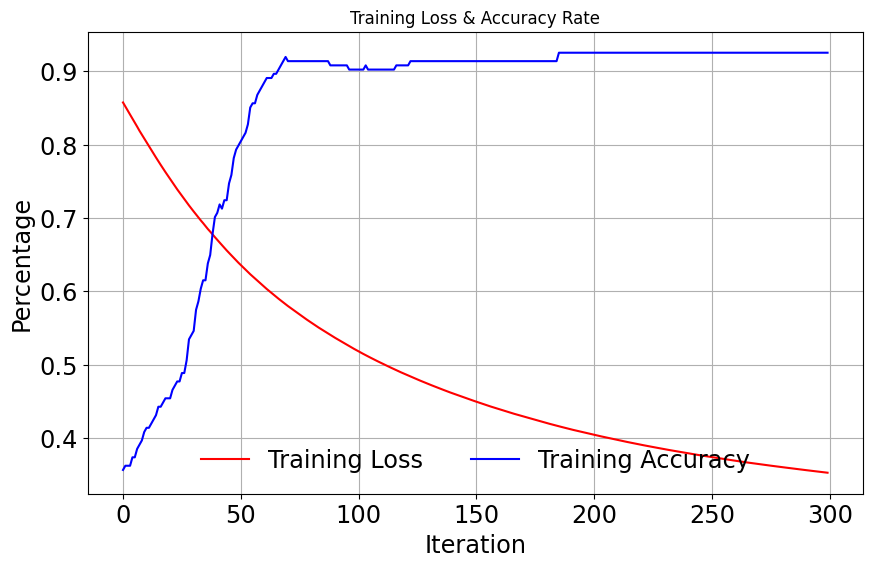 Training Loss & Accuracy Rate
Percentage
0.9
0.8
0.7
0.6
0.5
0.4
Training Loss
Training Accuracy
0 50 100 150 200 250 300
Iteration